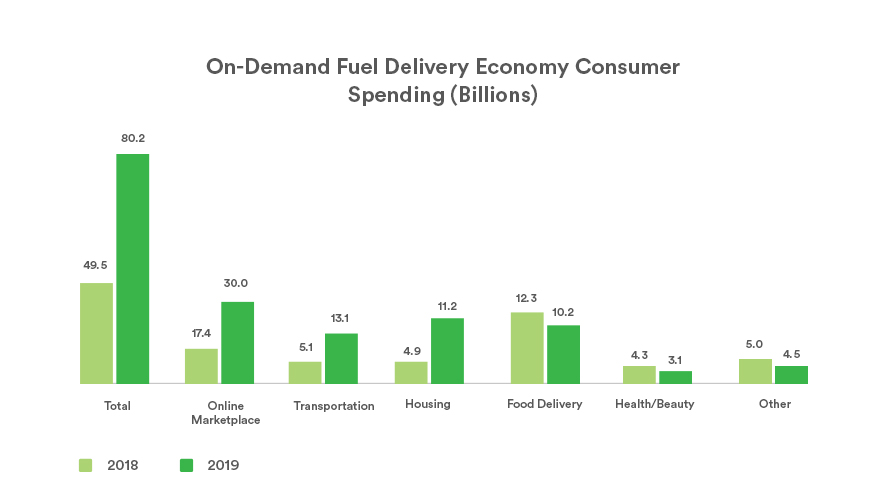 On-Demand Fuel Delivery Economy Consumer
Spending (Billions)
80.2
49.5
30.0
17.4
13.1
5.1
11.2
4.9
12.3
10.2
4.3
3.1
5.0
4.5
Total
Online
Marketplace
Transportation
Housing
Food Delivery
Health/Beauty
Other
2018
2019